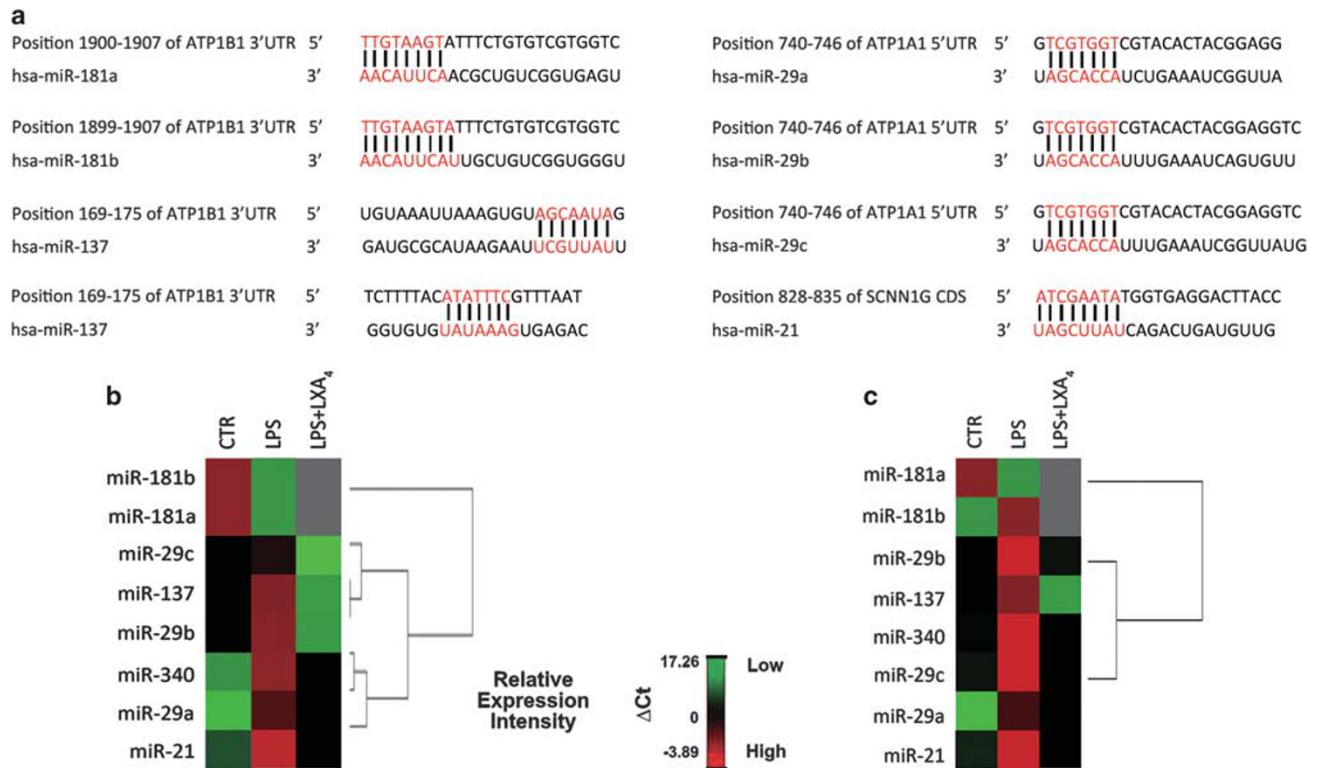 a
Position 1900-1907 of ATP1B1 3’UTR 5’ TTGTAAGTATTTCTGTGTCGTGGTC
hsa-miR-181a 3’ AACAUUCAACGCUGUCGGUGAGU
Position 1899-1907 of ATP1B1 3’UTR 5’ TTGTAAGTATTTCTGTGTCGTGGTC
hsa-miR-181b 3’ AACAUUCAUUGCUGUCGGUGGGU
Position 169-175 of ATP1B1 3’UTR 5’ UGUAAAUUAAAGUGUAGCAAUAG
hsa-miR-137 3’ GAUGCGCAUAAGAAUUCGUUAUU
Position 169-175 of ATP1B1 3’UTR 5’ TCTTTTACATATTTCGTTTAAT
hsa-miR-137 3’ GGUGUGUAUAAAGUGAGAC
Position 740-746 of ATP1A1 5’UTR 5’ GTCGTGGTCGTACACTACGGAGG
hsa-miR-29a 3’ UAGCACCAUCUGAAAUCGGUUA
Position 740-746 of ATP1A1 5’UTR 5’ GTCGTGGTCGTACACTACGGAGGTC
hsa-miR-29b 3’ UAGCACCAUUUGAAAUCAGUGUU
Position 740-746 of ATP1A1 5’UTR 5’ GTCGTGGTCGTACACTACGGAGGTC
hsa-miR-29c 3’ UAGCACCAUUUGAAAUCGGUUAUG
Position 828-835 of SCNN1G CDS 5’ ATCGAATATGGTGAGGACTTACC
hsa-miR-21 3’ UAGCUUAUCAGACUGAUGUUG
b
CTR LPS LPS+LXA4
miR-181b
miR-181a
miR-29c
miR-137
miR-29b
miR-340
miR-29a
miR-21
Relative
Expression
Intensity
ΔCt
17.26 Low
0
-3.89 High
c
CTR LPS LPS+LXA4
miR-181a
miR-181b
miR-29b
miR-137
miR-340
miR-29c
miR-29a
miR-21